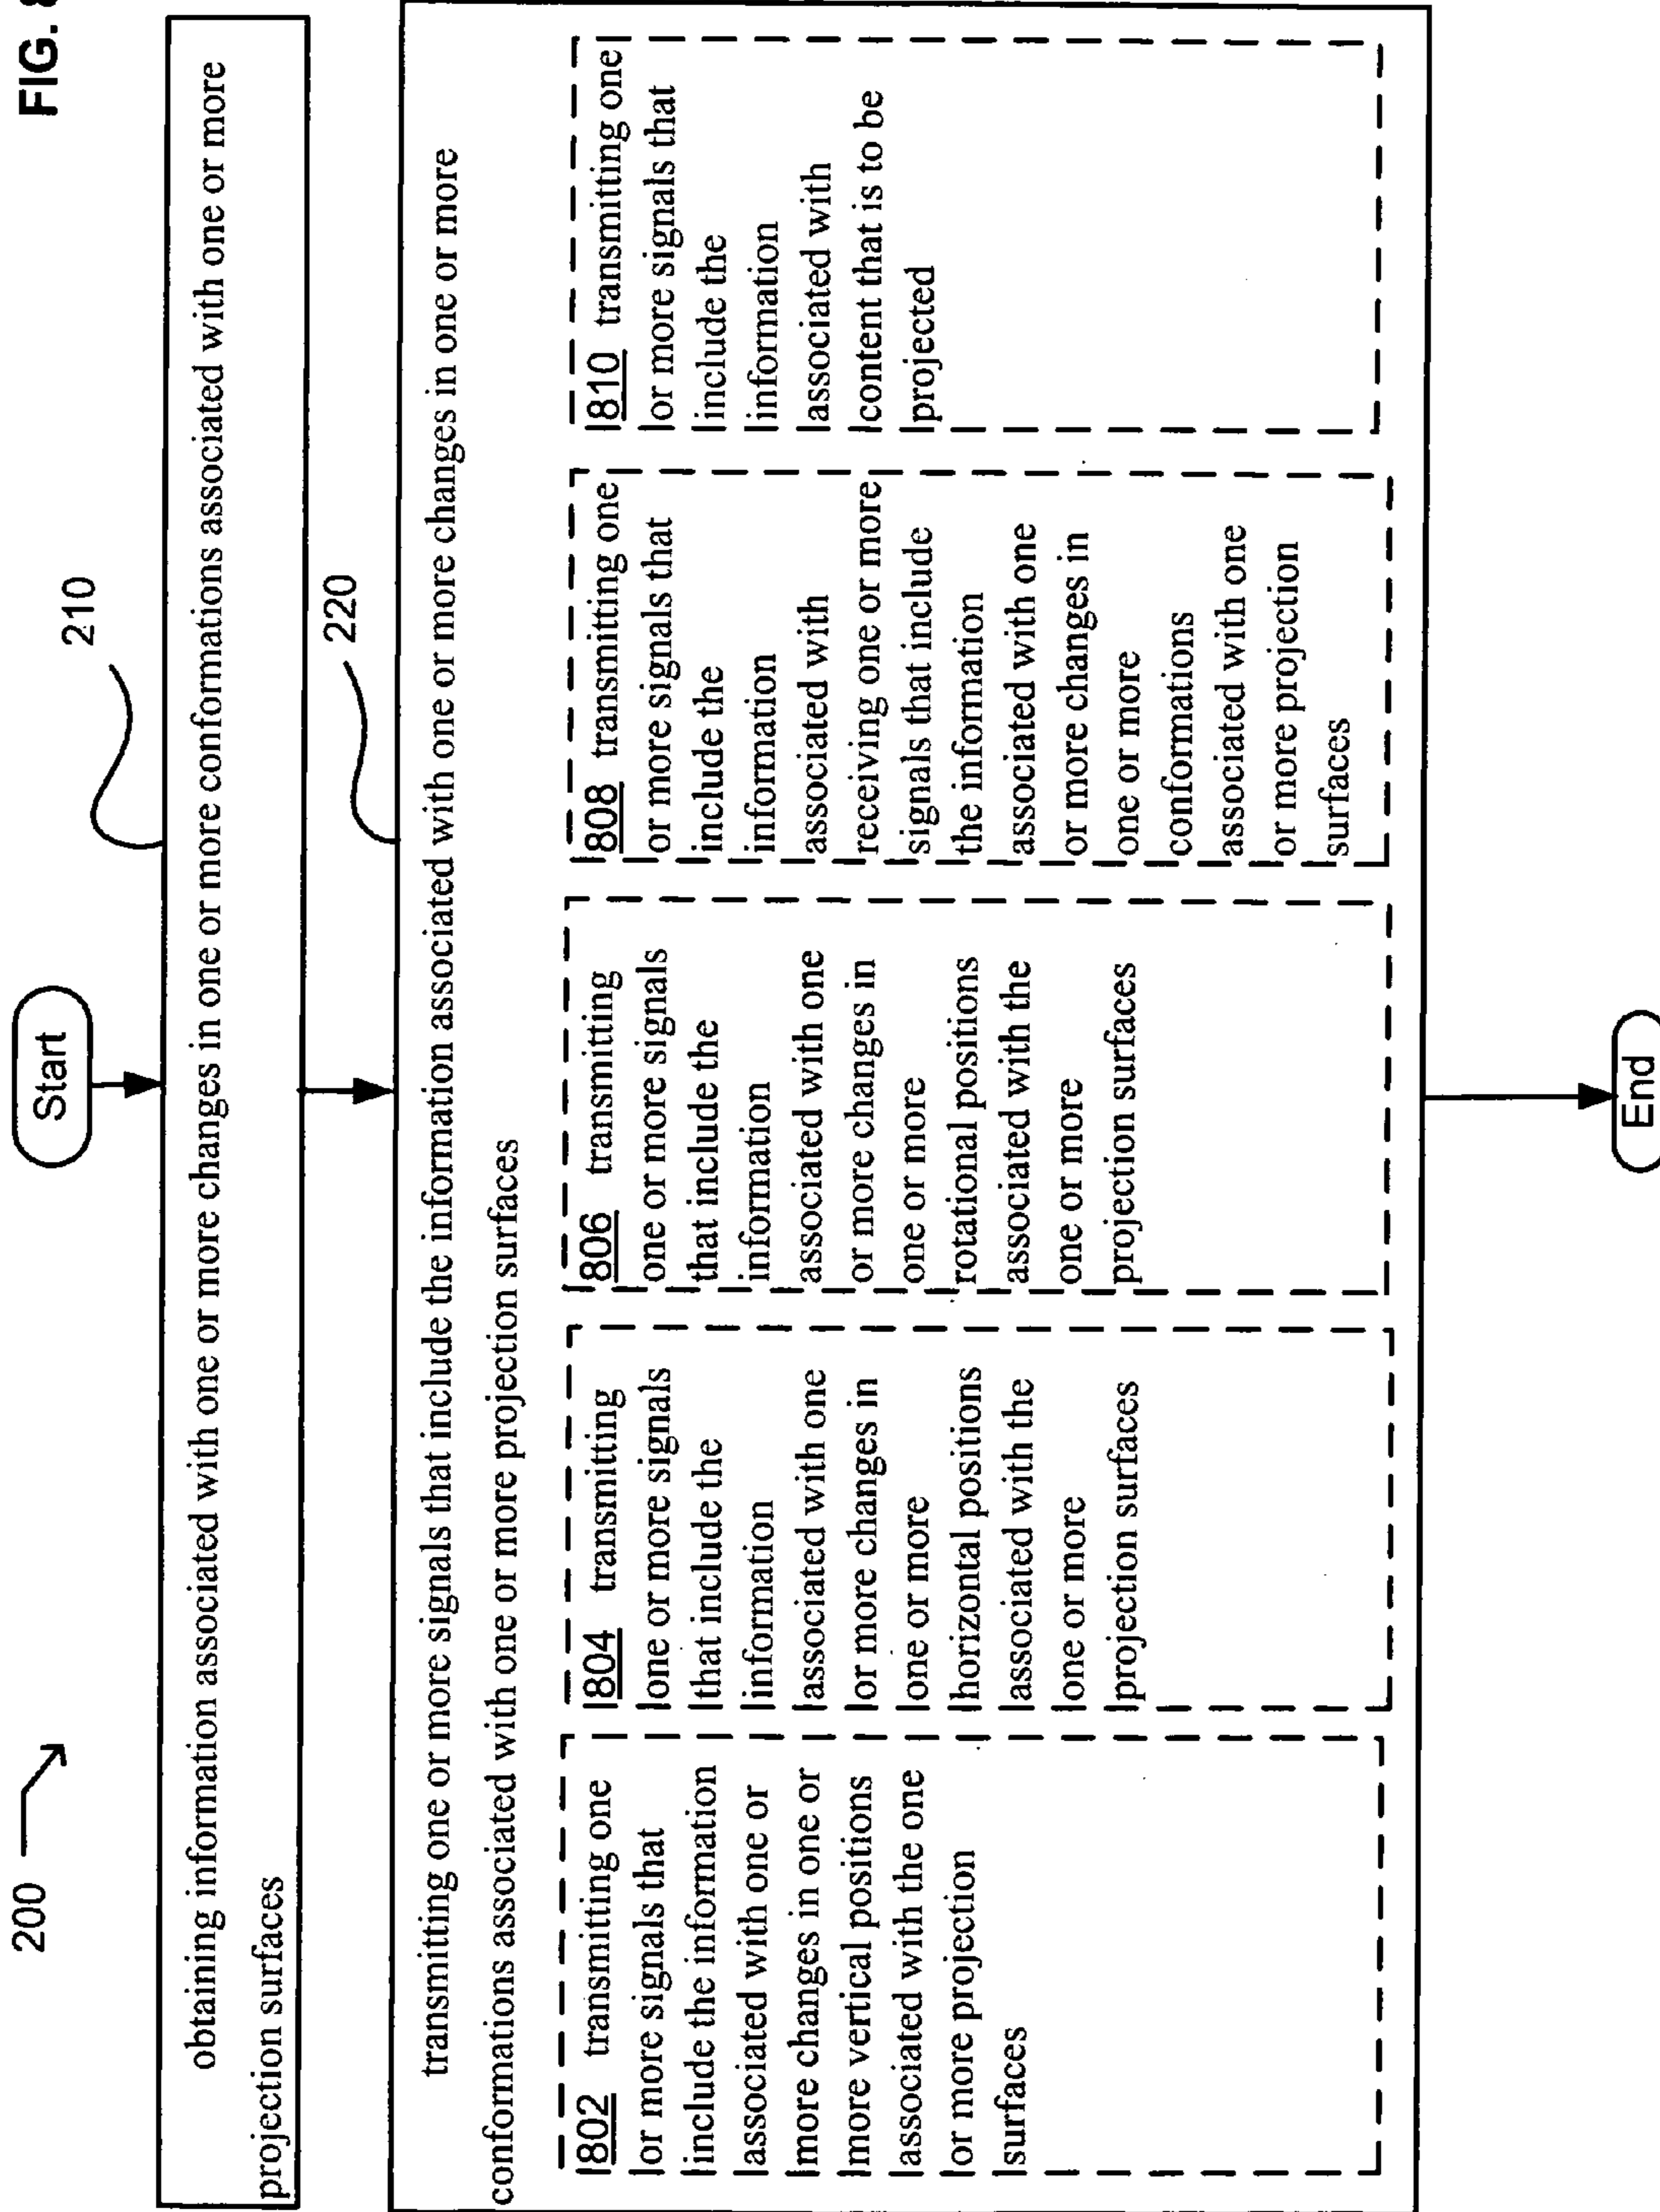 FIG. 8
200
Start
210
obtaining information associated with one or more changes in one or more conformations associated with one or more
projection surfaces
220
transmitting one or more signals that include the information associated with one or more changes in one or more
conformations associated with one or more projection surfaces
802 transmitting one
or more signals that
include the information
associated with one or
more changes in one or
more vertical positions
associated with the one
or more projection
surfaces
804 transmitting
one or more signals
that include the
information
associated with one
or more changes in
one or more
horizontal positions
associated with the
one or more
projection surfaces
806 transmitting
one or more signals
that include the
information
associated with one
or more changes in
one or more
rotational positions
associated with the
one or more
projection surfaces
808 transmitting one
or more signals that
include the
information
associated with
receiving one or more
signals that include
the information
associated with one
or more changes in
one or more
conformations
associated with one
or more projection
surfaces
810 transmitting one
or more signals that
include the
information
associated with
content that is to be
projected
End